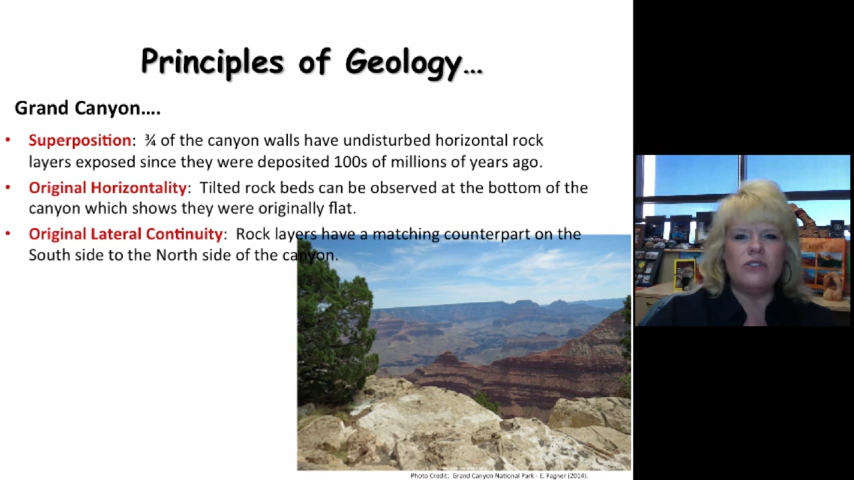 Principles of Geology…
Grand Canyon….
• Superposition: ¾ of the canyon walls have undisturbed horizontal rock
layers exposed since they were deposited 100s of millions of years ago.
• Original Horizontality: Tilted rock beds can be observed at the bottom of the
canyon which shows they were originally flat.
• Original Lateral Continuity: Rock layers have a matching counterpart on the
South side to the North side of the canyon.
Photo Credit: Grand Canyon National Park - E. Fagner (2014).